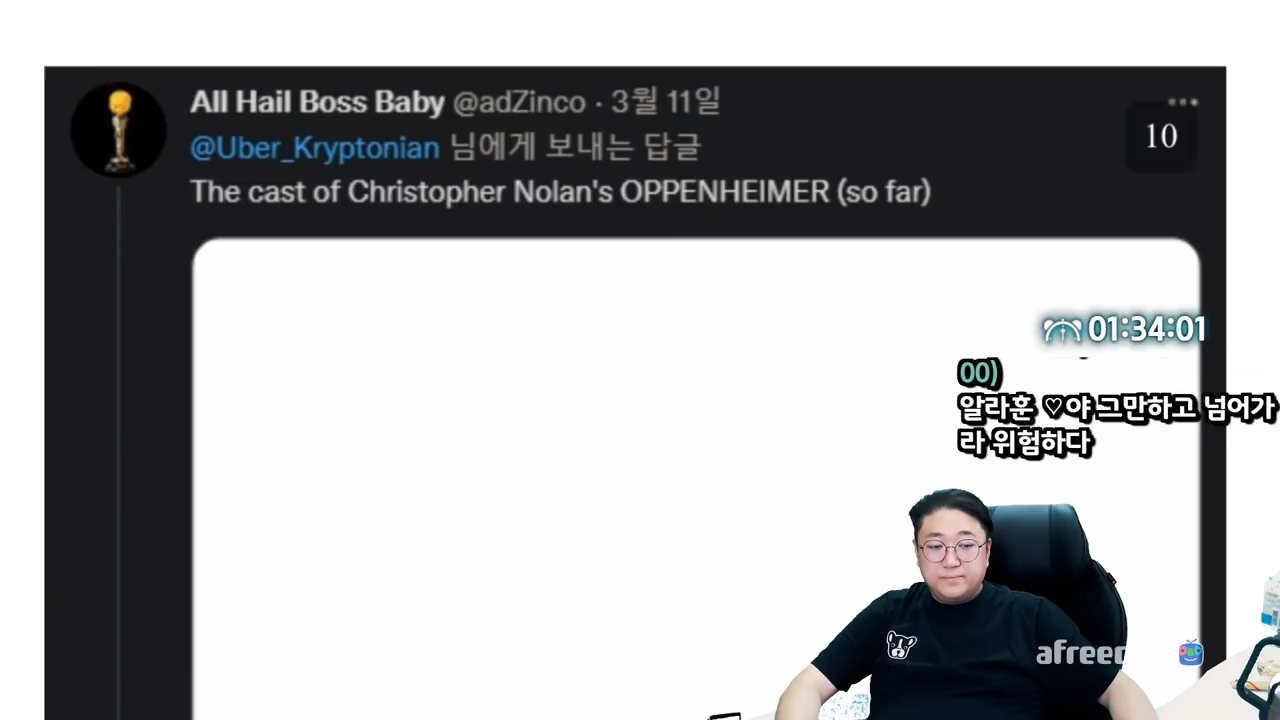 All Hail Boss Baby @adZinco · 3월 11일
10
@Uber_Kryptonian 님에게 보내는 답글
The cast of Christopher Nolan's OPPENHEIMER (so far)
01:34:01
00)
알라훈 ♡야 그만하고 넘어가
라 위험하다